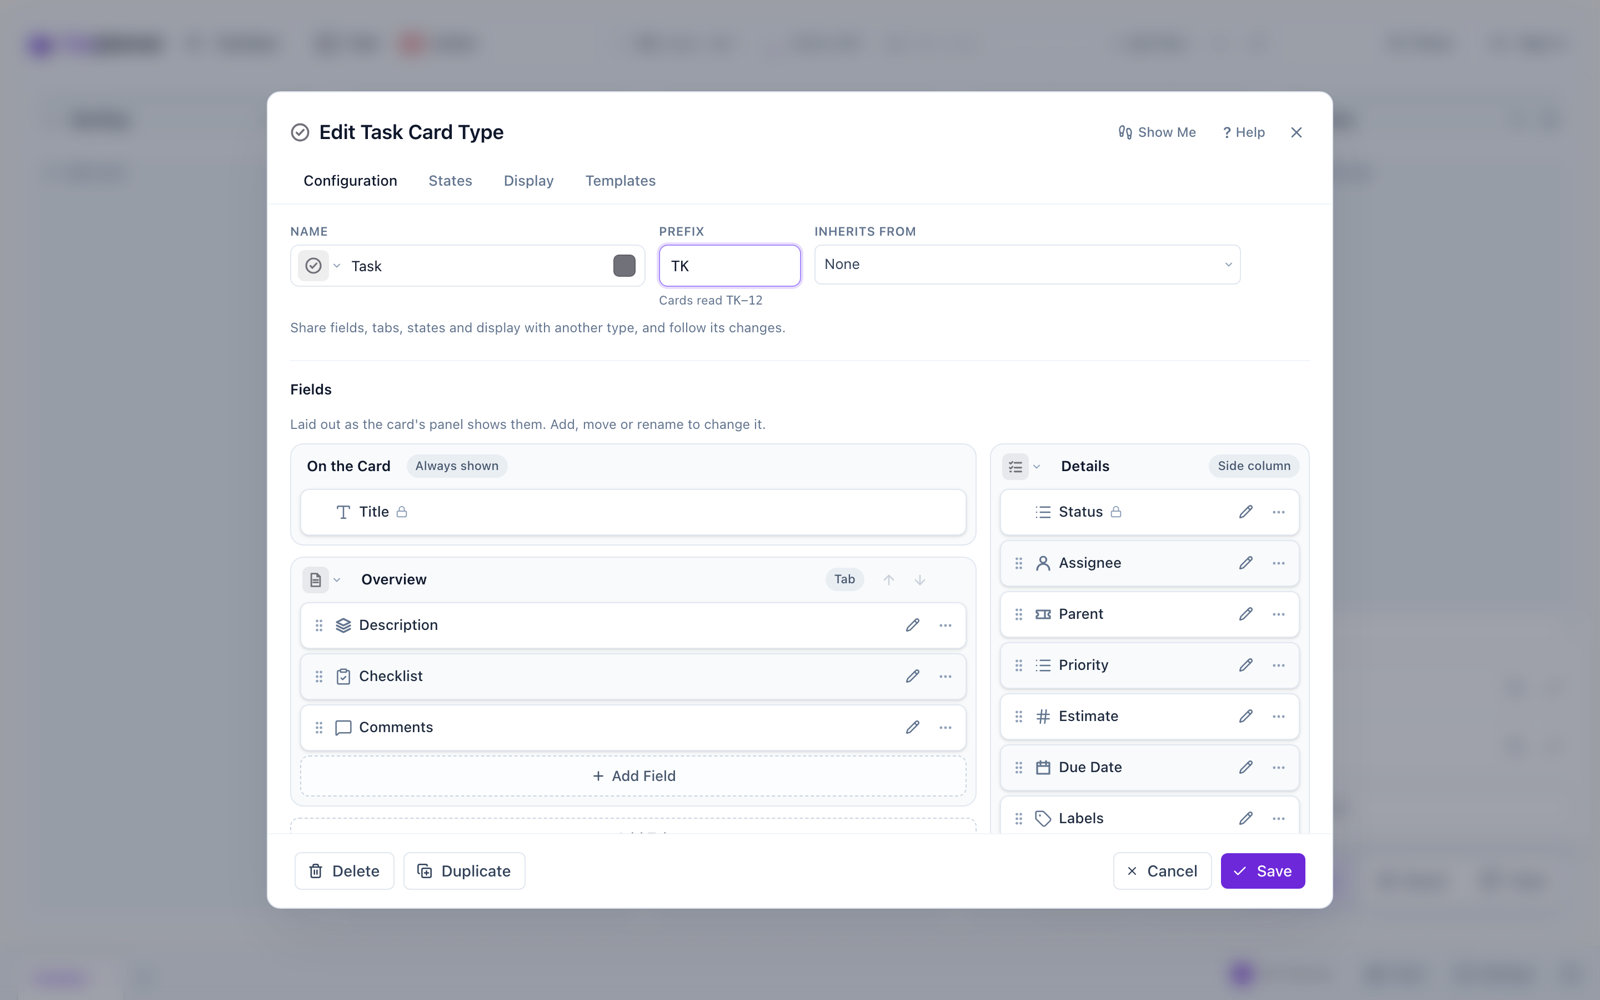 Edit Task Card Type
Show Me
? Help
Configuration
States
Display
Templates
NAME
PREFIX
INHERITS FROM
Task
TK
None
Cards read TK–12
Share fields, tabs, states and display with another type, and follow its changes.
Fields
Laid out as the card's panel shows them. Add, move or rename to change it.
On the Card
Always shown
Title
Overview
Tab
Description
Checklist
Comments
+ Add Field
Details
Side column
Status
Assignee
Parent
Priority
Estimate
Due Date
Labels
Delete
Duplicate
Cancel
Save